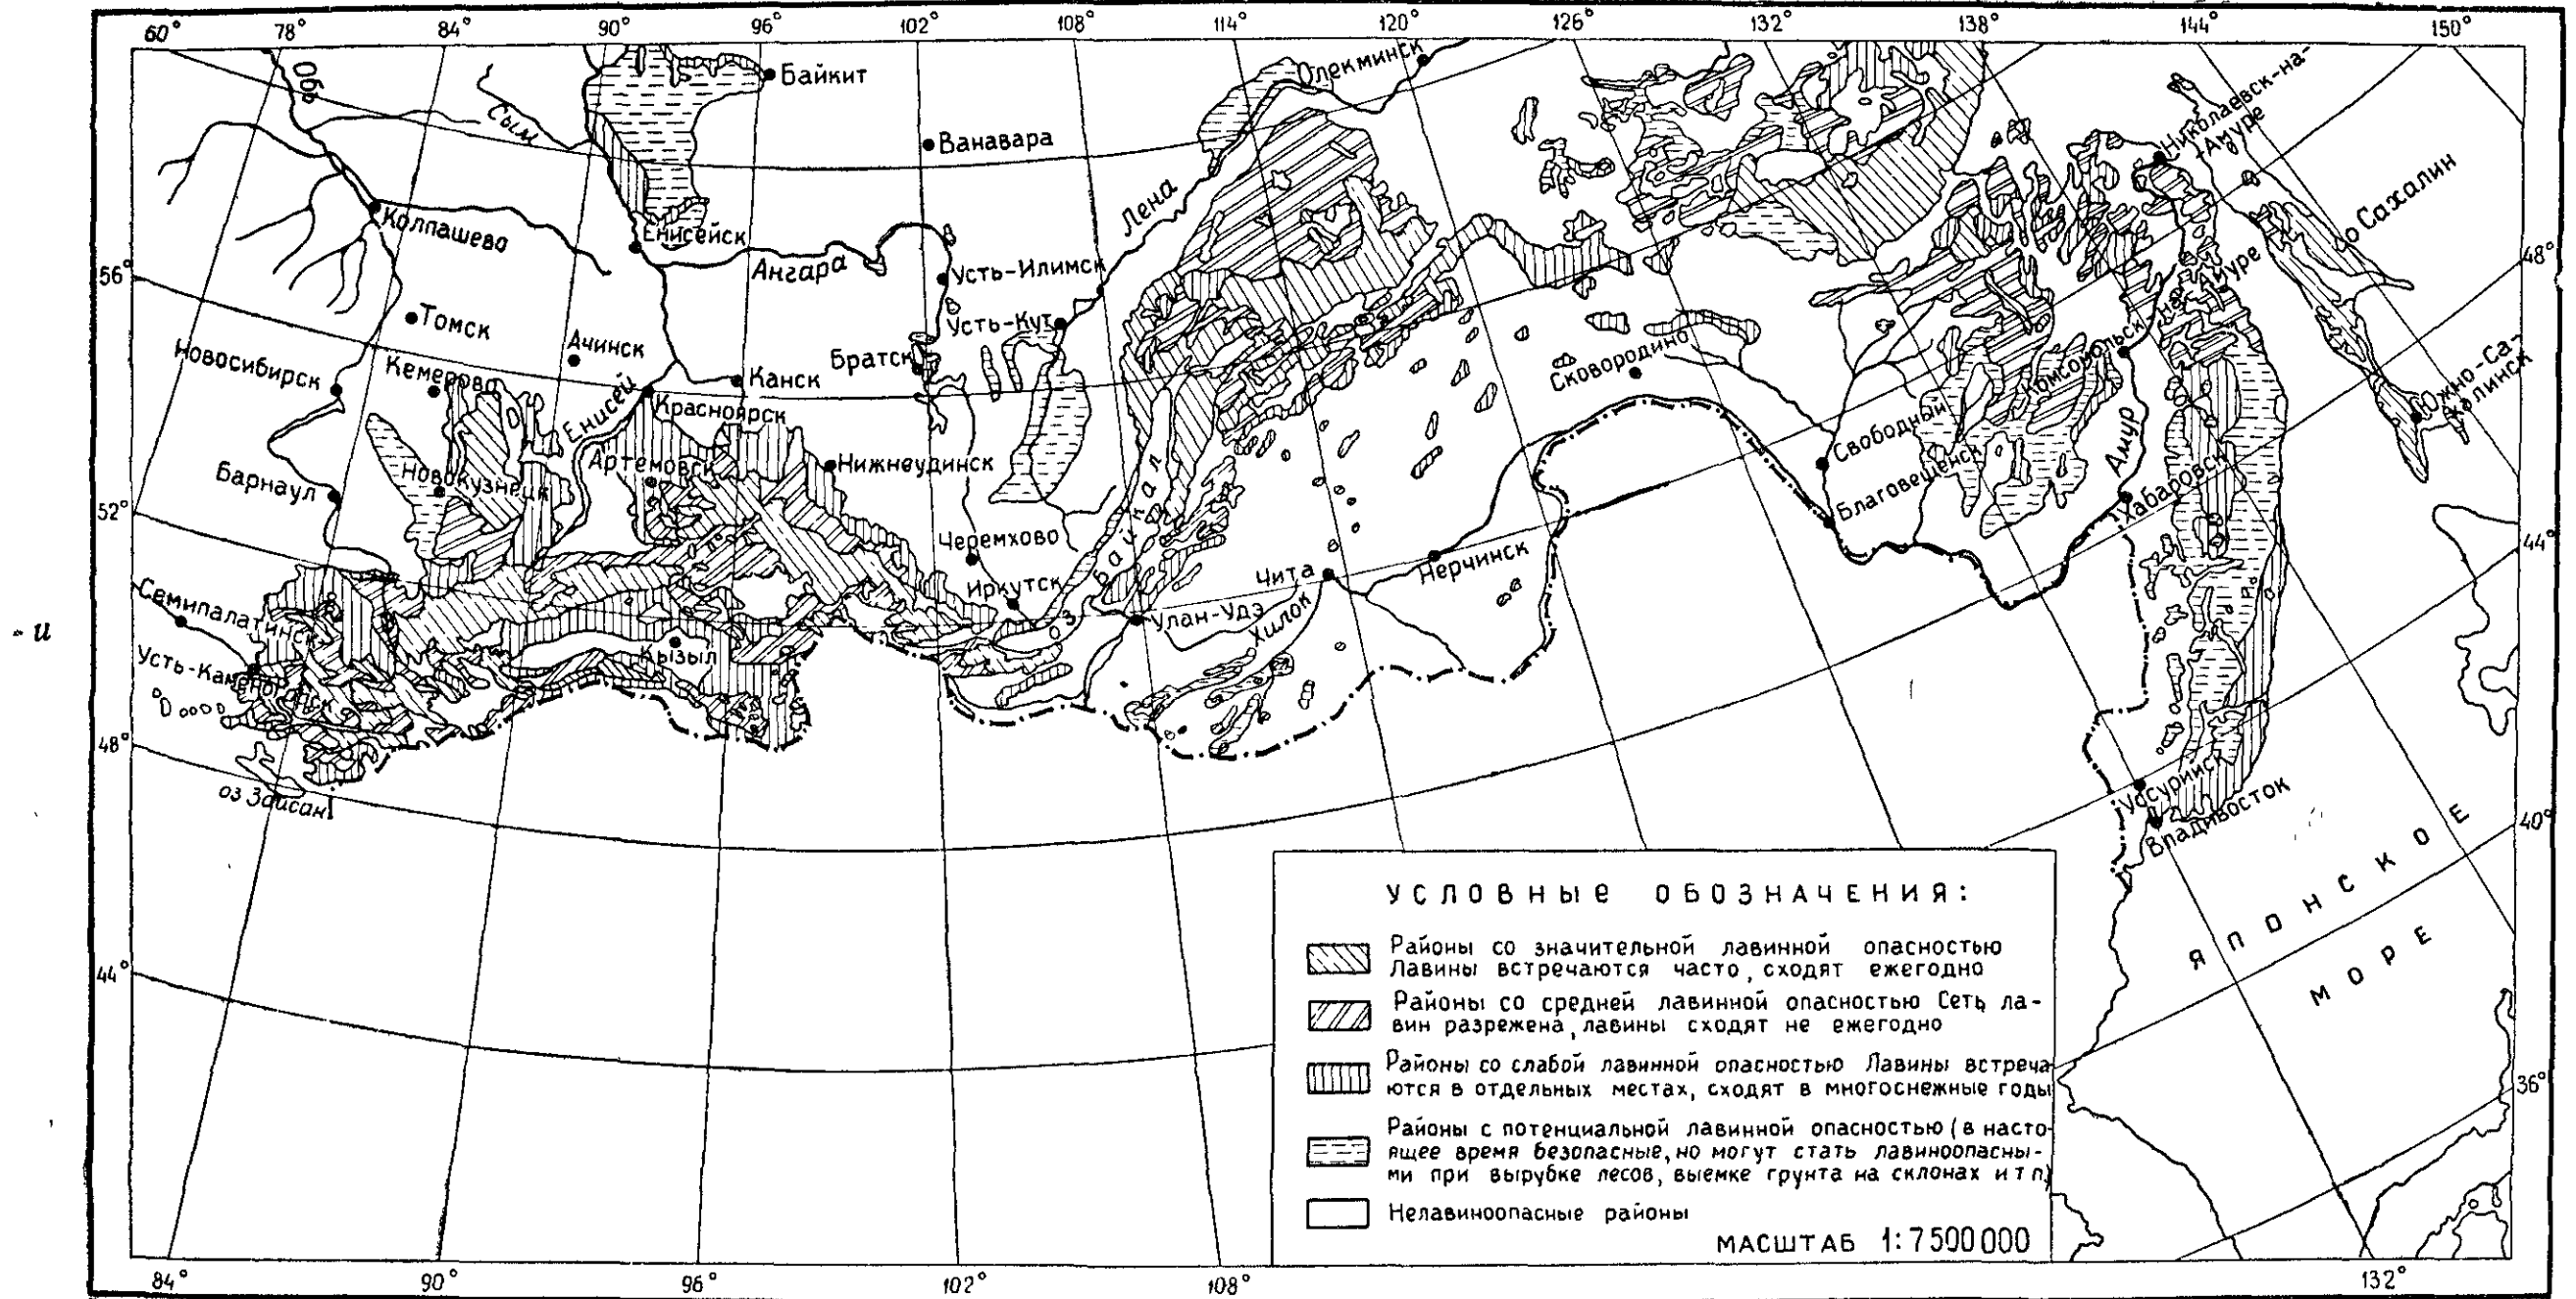 60° 78° 84° 90° 96° 102° 108° 114° 120° 126° 132° 138° 144° 150°
Обь
Сым
Байкит
Ванавара
Олекминск
Лена
Николаевск-на-
-Амуре
о Сахалин
Колпашево
Енисейск
Ангара
Усть-Илимск
56°
48°
Томск
Ачинск
Усть-Кут
Новосибирск
Кемерово
Енисей
Канск
Братск
Красноярск
Сковородино
Комсомольск на Амуре
Южно-Са-
халинск
Барнаул
Новокузнецк
Артемовск
Нижнеудинск
Свободный
Благовещенск
Амур
Хабаровск
52°
44°
Черемхово
Иркутск
оз Байкал
Чита
Нерчинск
Улан-Удэ
Хилок
Семипалатинск
- и
Усть-Каменогорск
Кызыл
48°
оз Зайсан
Уссурийск
Владивосток
40°
ЯПОНСКОЕ
МОРЕ
44°
36°
УСЛОВНЫЕ ОБОЗНАЧЕНИЯ:
Районы со значительной лавинной опасностью
Лавины встречаются часто, сходят ежегодно
Районы со средней лавинной опасностью Сеть ла-
вин разрежена, лавины сходят не ежегодно
Районы со слабой лавинной опасностью Лавины встреча
ются в отдельных местах, сходят в многоснежные годы
Районы с потенциальной лавинной опасностью (в насто-
ящее время безопасные, но могут стать лавиноопасны-
ми при вырубке лесов, выемке грунта на склонах и т п)
Нелавиноопасные районы
МАСШТАБ 1:7500000
84° 90° 96° 102° 108° 132°